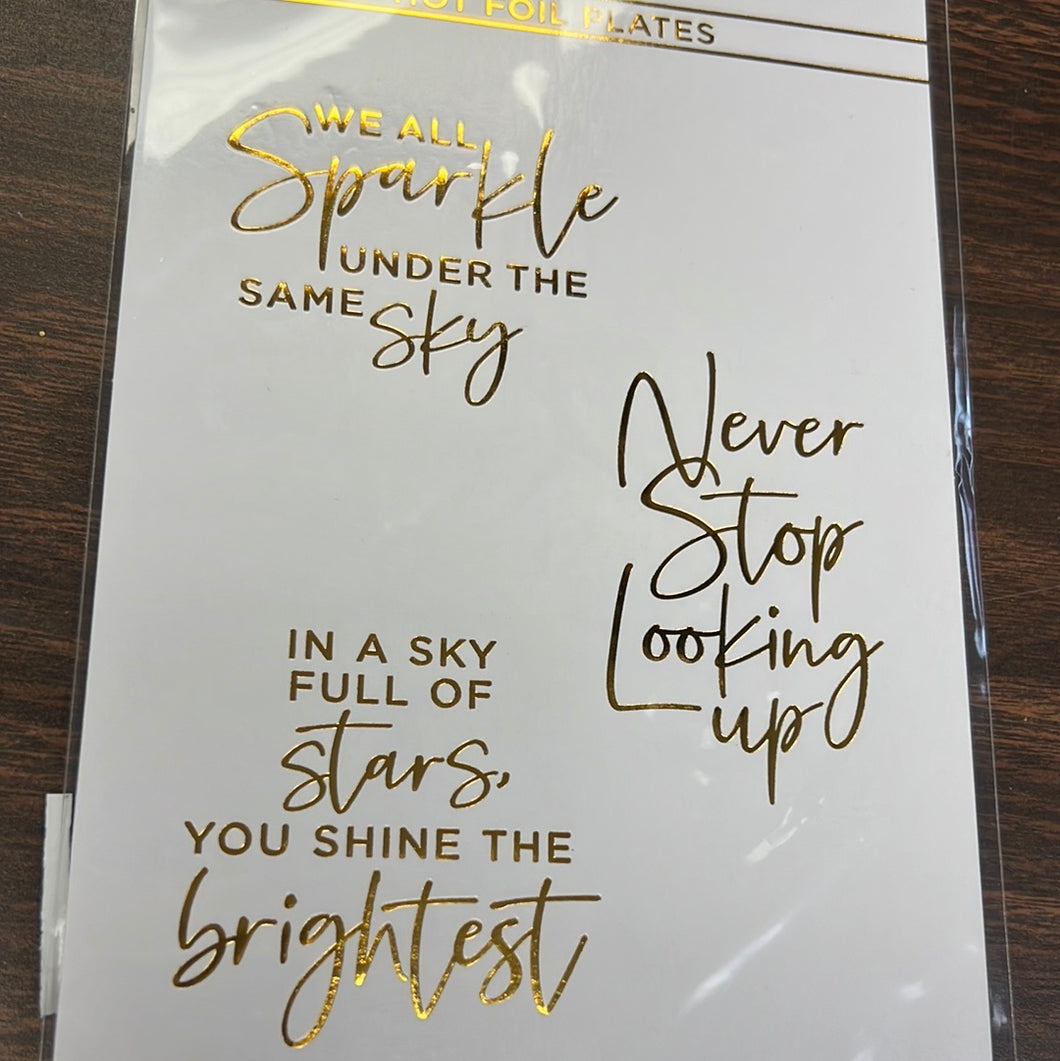 HOT FOIL PLATES
WE ALL
Sparkle
UNDER THE
SAME sky
Never
Stop
Looking
up
IN A SKY
FULL OF
stars,
YOU SHINE THE
brightest